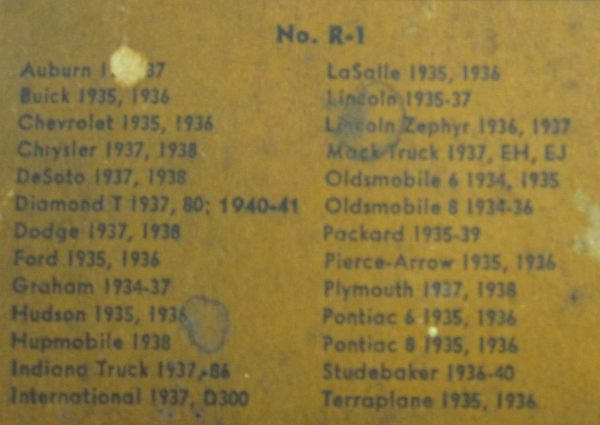 No. R-1
Auburn 37
Buick 1935, 1936
Chevrolet 1935, 1936
Chrysler 1937, 1938
DeSoto 1937, 1938
Diamond T 1937, 80; 1940-41
Dodge 1937, 1938
Ford 1935, 1936
Graham 1934-37
Hudson 1935, 1936
Hupmobile 1938
Indiana Truck 1937, 86
International 1937, D300
LaSalle 1935, 1936
Lincoln 1935-37
Lincoln Zephyr 1936, 1937
Mack Truck 1937, EH, EJ
Oldsmobile 6 1934, 1935
Oldsmobile 8 1934-36
Packard 1935-39
Pierce-Arrow 1935, 1936
Plymouth 1937, 1938
Pontiac 6 1935, 1936
Pontiac 8 1935, 1936
Studebaker 1936-40
Terraplane 1935, 1936